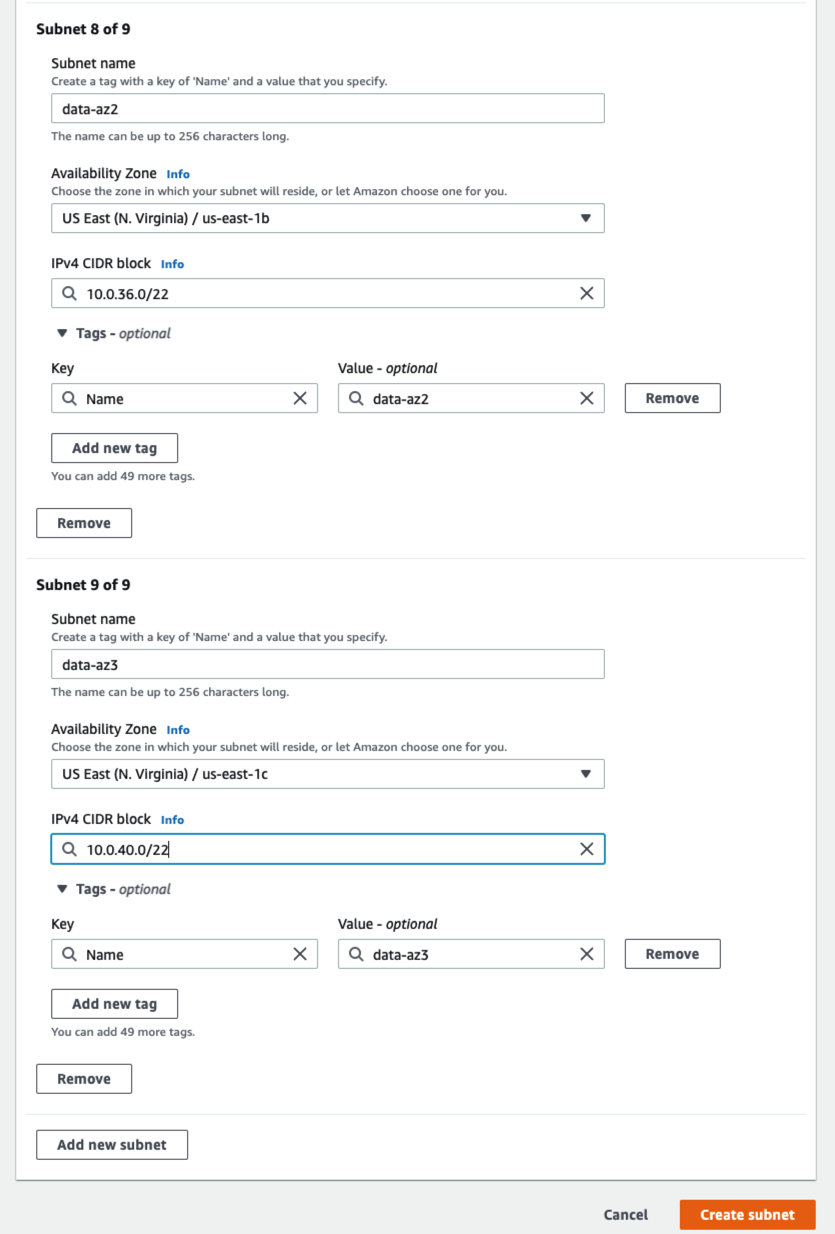 Subnet 8 of 9
Subnet name
Create a tag with a key of 'Name' and a value that you specify.
data-az2
The name can be up to 256 characters long.
Availability Zone Info
Choose the zone in which your subnet will reside, or let Amazon choose one for you.
US East (N. Virginia) / us-east-1b
IPv4 CIDR block Info
10.0.36.0/22
Tags - optional
Key Value - optional
Name data-az2 Remove
Add new tag
You can add 49 more tags.
Remove
Subnet 9 of 9
Subnet name
Create a tag with a key of 'Name' and a value that you specify.
data-az3
The name can be up to 256 characters long.
Availability Zone Info
Choose the zone in which your subnet will reside, or let Amazon choose one for you.
US East (N. Virginia) / us-east-1c
IPv4 CIDR block Info
10.0.40.0/22
Tags - optional
Key Value - optional
Name data-az3 Remove
Add new tag
You can add 49 more tags.
Remove
Add new subnet
Cancel Create subnet